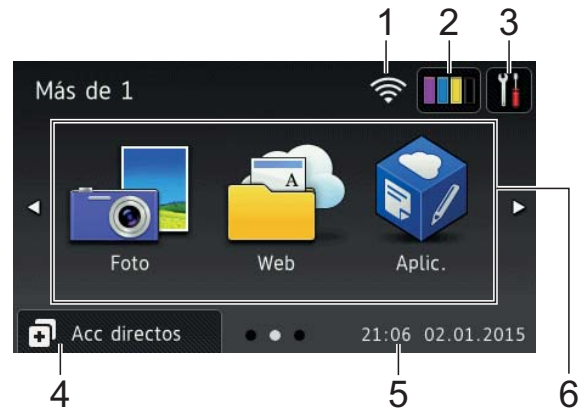 1 2 3
Más de 1
A
Foto Web Aplic.
Acc directos 21:06 02.01.2015
4 5 6